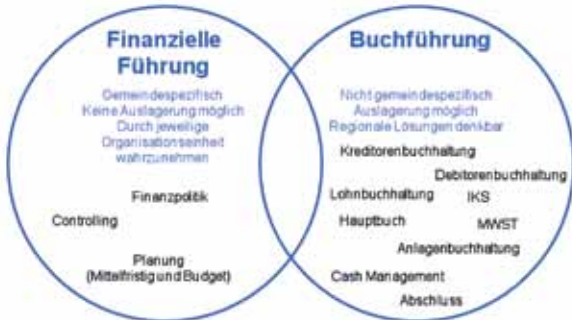 Finanzielle
Führung
Gemeindespezifisch
Keine Auslagerung möglich
Durch jeweilige
Organisationseinheit
wahrzunehmen
Finanzpolitik
Controlling
Planung
(Mittelfristig und Budget)
Buchführung
Nicht gemeindespezifisch
Auslagerung möglich
Regionale Lösungen denkbar
Kreditorenbuchhaltung
Debitorenbuchhaltung
Lohnbuchhaltung IKS
Hauptbuch MWST
Anlagenbuchhaltung
Cash Management
Abschluss